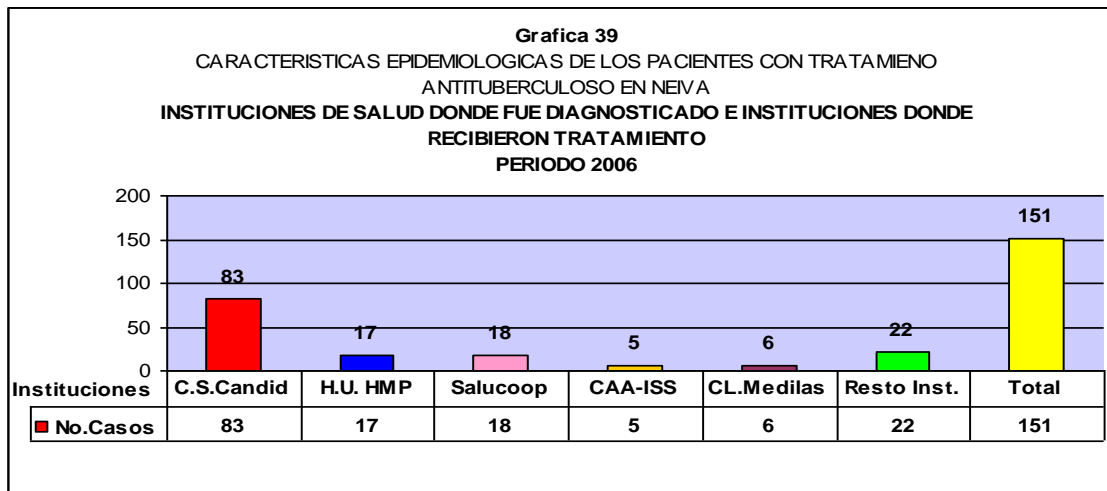 Grafica 39
CARACTERISTICAS EPIDEMIOLOGICAS DE LOS PACIENTES CON TRATAMIENO
ANTITUBERCULOSO EN NEIVA
INSTITUCIONES DE SALUD DONDE FUE DIAGNOSTICADO E INSTITUCIONES DONDE
RECIBIERON TRATAMIENTO
PERIODO 2006
200
150
100
50
0
83
17
18
5
6
22
151
Instituciones C.S.Candid H.U. HMP Salucoop CAA-ISS CL.Medilas Resto Inst. Total
No.Casos 83 17 18 5 6 22 151